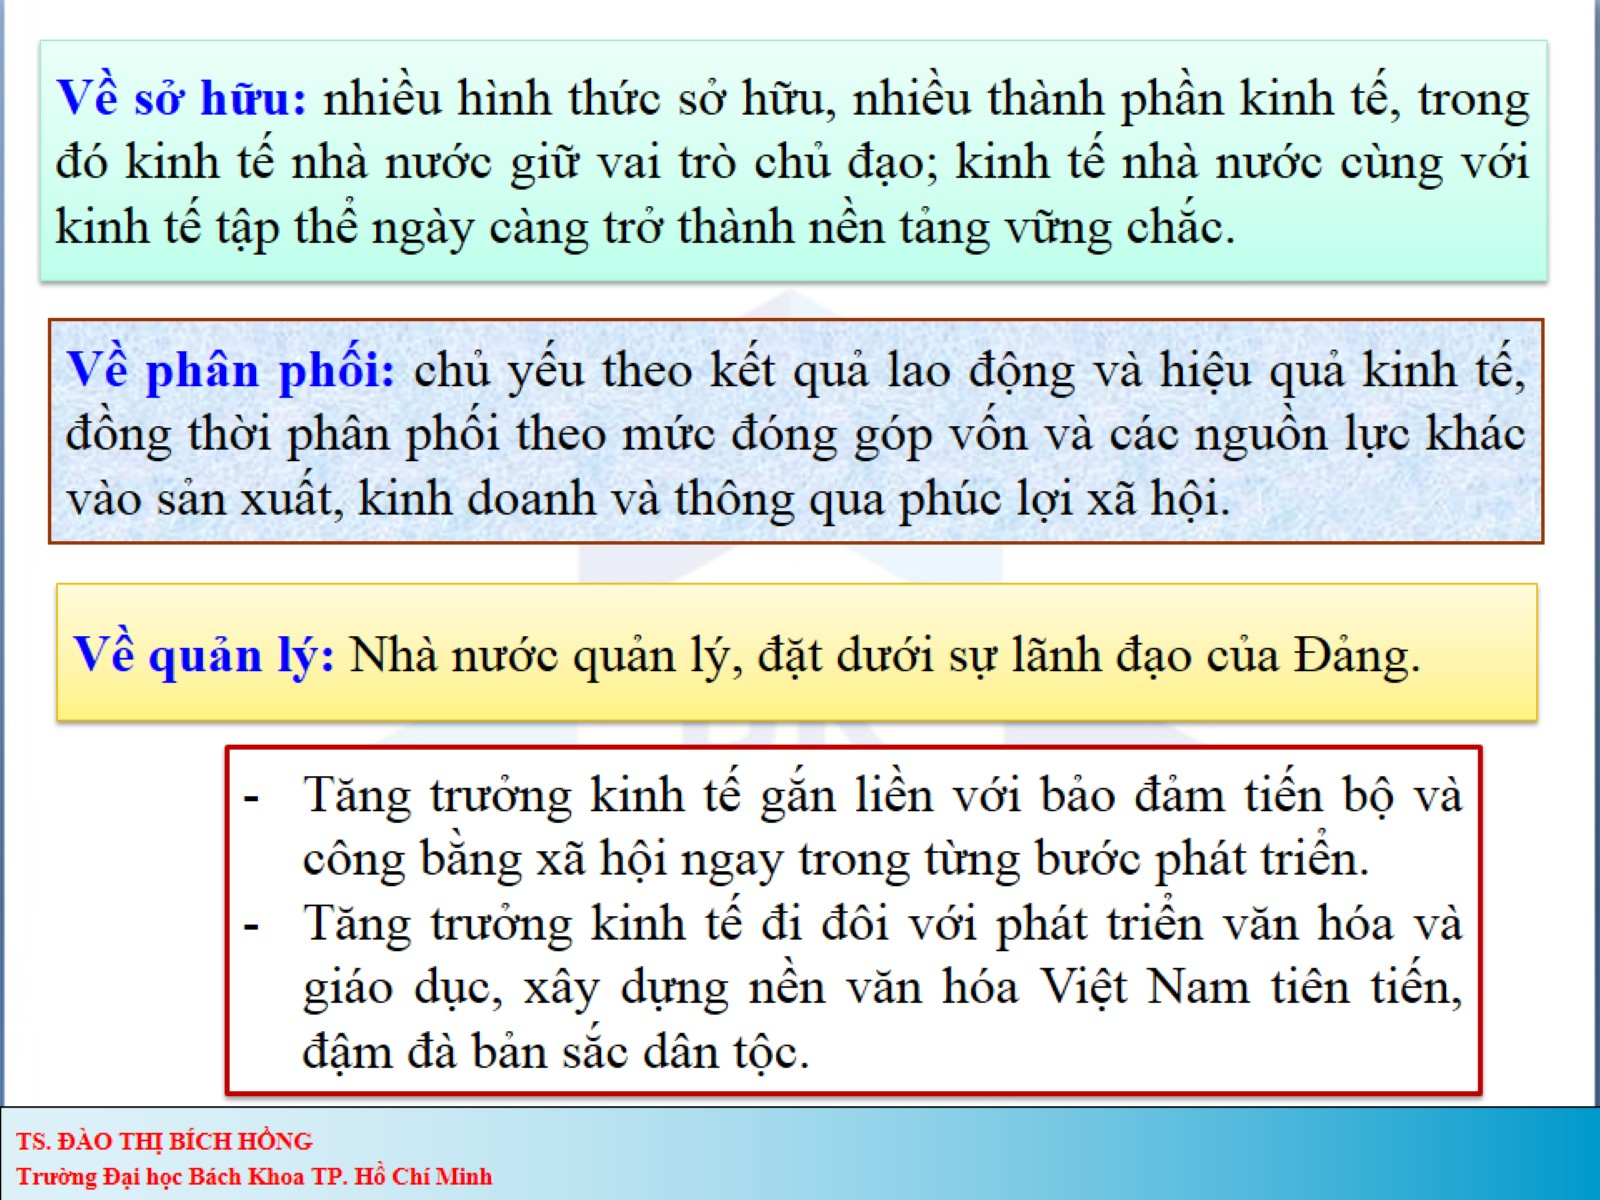 Về sở hữu: nhiều hình thức sở hữu, nhiều thành phần kinh tế, trong
đó kinh tế nhà nước giữ vai trò chủ đạo; kinh tế nhà nước cùng với
kinh tế tập thể ngày càng trở thành nền tảng vững chắc.
Về phân phối: chủ yếu theo kết quả lao động và hiệu quả kinh tế,
đồng thời phân phối theo mức đóng góp vốn và các nguồn lực khác
vào sản xuất, kinh doanh và thông qua phúc lợi xã hội.
Về quản lý: Nhà nước quản lý, đặt dưới sự lãnh đạo của Đảng.
- Tăng trưởng kinh tế gắn liền với bảo đảm tiến bộ và
công bằng xã hội ngay trong từng bước phát triển.
- Tăng trưởng kinh tế đi đôi với phát triển văn hóa và
giáo dục, xây dựng nền văn hóa Việt Nam tiên tiến,
đậm đà bản sắc dân tộc.
TS. ĐÀO THỊ BÍCH HỒNG
Trường Đại học Bách Khoa TP. Hồ Chí Minh